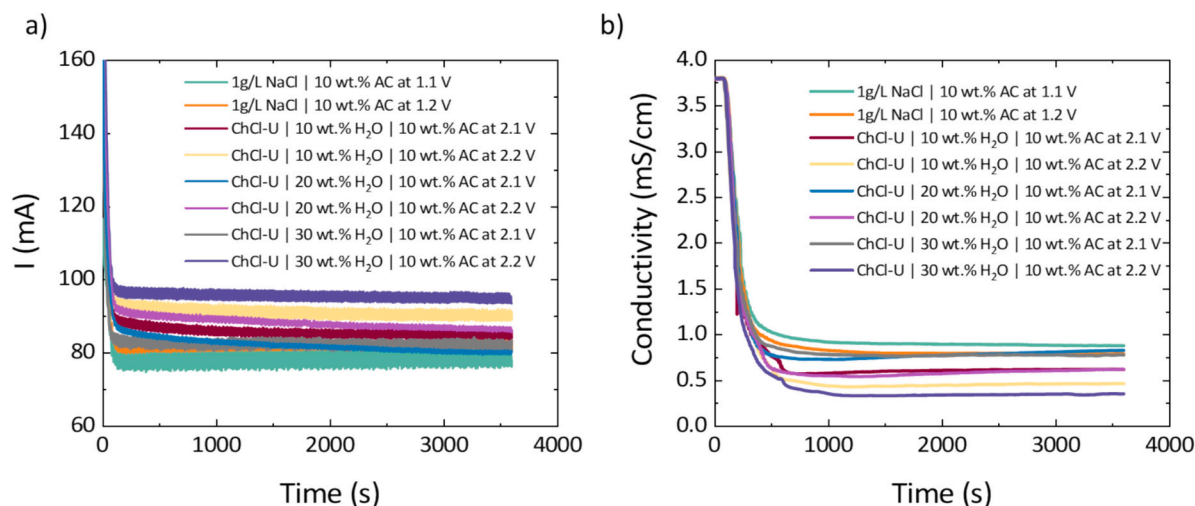 a)
160
140
120
100
80
60
I (mA)
1g/L NaCl | 10 wt.% AC at 1.1 V
1g/L NaCl | 10 wt.% AC at 1.2 V
ChCl-U | 10 wt.% H₂O | 10 wt.% AC at 2.1 V
ChCl-U | 10 wt.% H₂O | 10 wt.% AC at 2.2 V
ChCl-U | 20 wt.% H₂O | 10 wt.% AC at 2.1 V
ChCl-U | 20 wt.% H₂O | 10 wt.% AC at 2.2 V
ChCl-U | 30 wt.% H₂O | 10 wt.% AC at 2.1 V
ChCl-U | 30 wt.% H₂O | 10 wt.% AC at 2.2 V
0 1000 2000 3000 4000
Time (s)
b)
4.0
3.5
3.0
2.5
2.0
1.5
1.0
0.5
0.0
Conductivity (mS/cm)
1g/L NaCl | 10 wt.% AC at 1.1 V
1g/L NaCl | 10 wt.% AC at 1.2 V
ChCl-U | 10 wt.% H₂O | 10 wt.% AC at 2.1 V
ChCl-U | 10 wt.% H₂O | 10 wt.% AC at 2.2 V
ChCl-U | 20 wt.% H₂O | 10 wt.% AC at 2.1 V
ChCl-U | 20 wt.% H₂O | 10 wt.% AC at 2.2 V
ChCl-U | 30 wt.% H₂O | 10 wt.% AC at 2.1 V
ChCl-U | 30 wt.% H₂O | 10 wt.% AC at 2.2 V
0 1000 2000 3000 4000
Time (s)